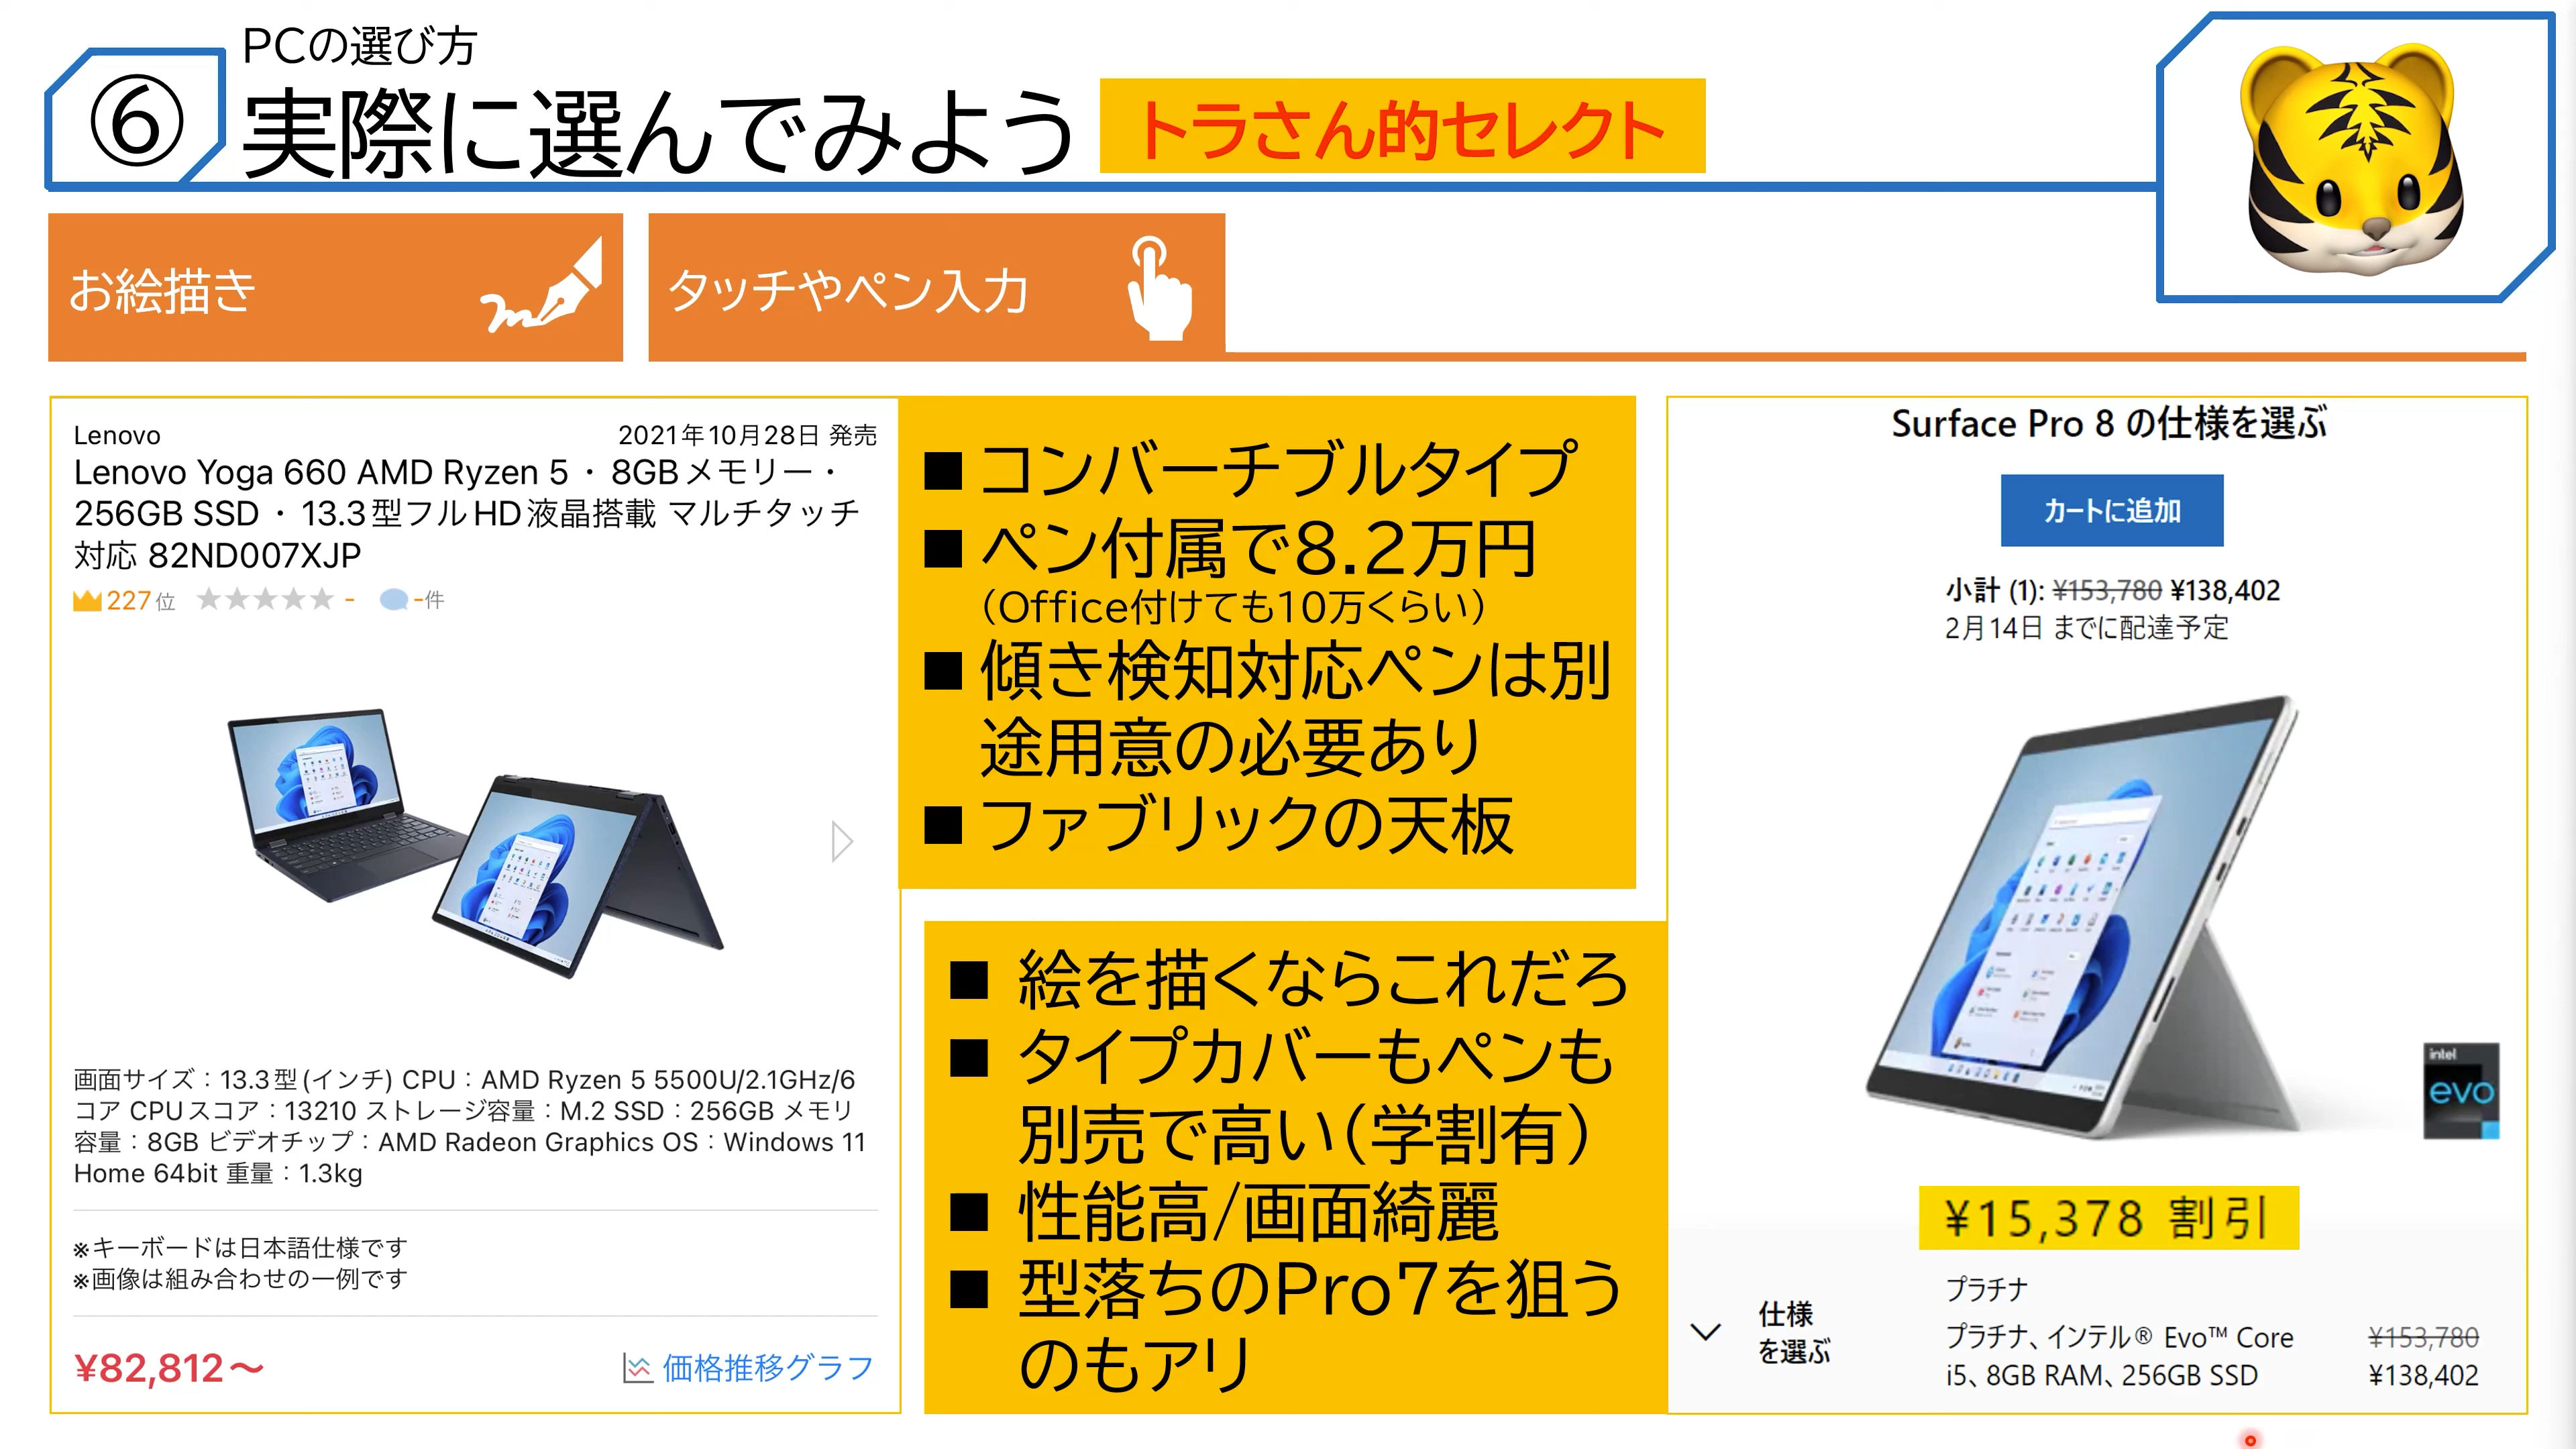 PCの選び方
⑥ 実際に選んでみよう トラさん的セレクト
お絵描き
タッチやペン入力
Lenovo 2021年10月28日 発売
Lenovo Yoga 660 AMD Ryzen 5・8GBメモリー・
256GB SSD・13.3型フルHD液晶搭載 マルチタッチ
対応 82ND007XJP
227位 ★★★★★ - -件
画面サイズ：13.3型(インチ) CPU：AMD Ryzen 5 5500U/2.1GHz/6
コア CPUスコア：13210 ストレージ容量：M.2 SSD：256GB メモリ
容量：8GB ビデオチップ：AMD Radeon Graphics OS：Windows 11
Home 64bit 重量：1.3kg
※キーボードは日本語仕様です
※画像は組み合わせの一例です
¥82,812～ 価格推移グラフ
■ コンバーチブルタイプ
■ ペン付属で8.2万円
（Office付けても10万くらい）
■ 傾き検知対応ペンは別
途用意の必要あり
■ ファブリックの天板
■ 絵を描くならこれだろ
■ タイプカバーもペンも
別売で高い（学割有）
■ 性能高/画面綺麗
■ 型落ちのPro7を狙う
のもアリ
Surface Pro 8 の仕様を選ぶ
カートに追加
小計 (1): ¥153,780 ¥138,402
2月14日 までに配達予定
intel
evo
¥15,378 割引
仕様
を選ぶ
プラチナ
プラチナ、インテル® Evo™ Core ¥153,780
i5、8GB RAM、256GB SSD ¥138,402